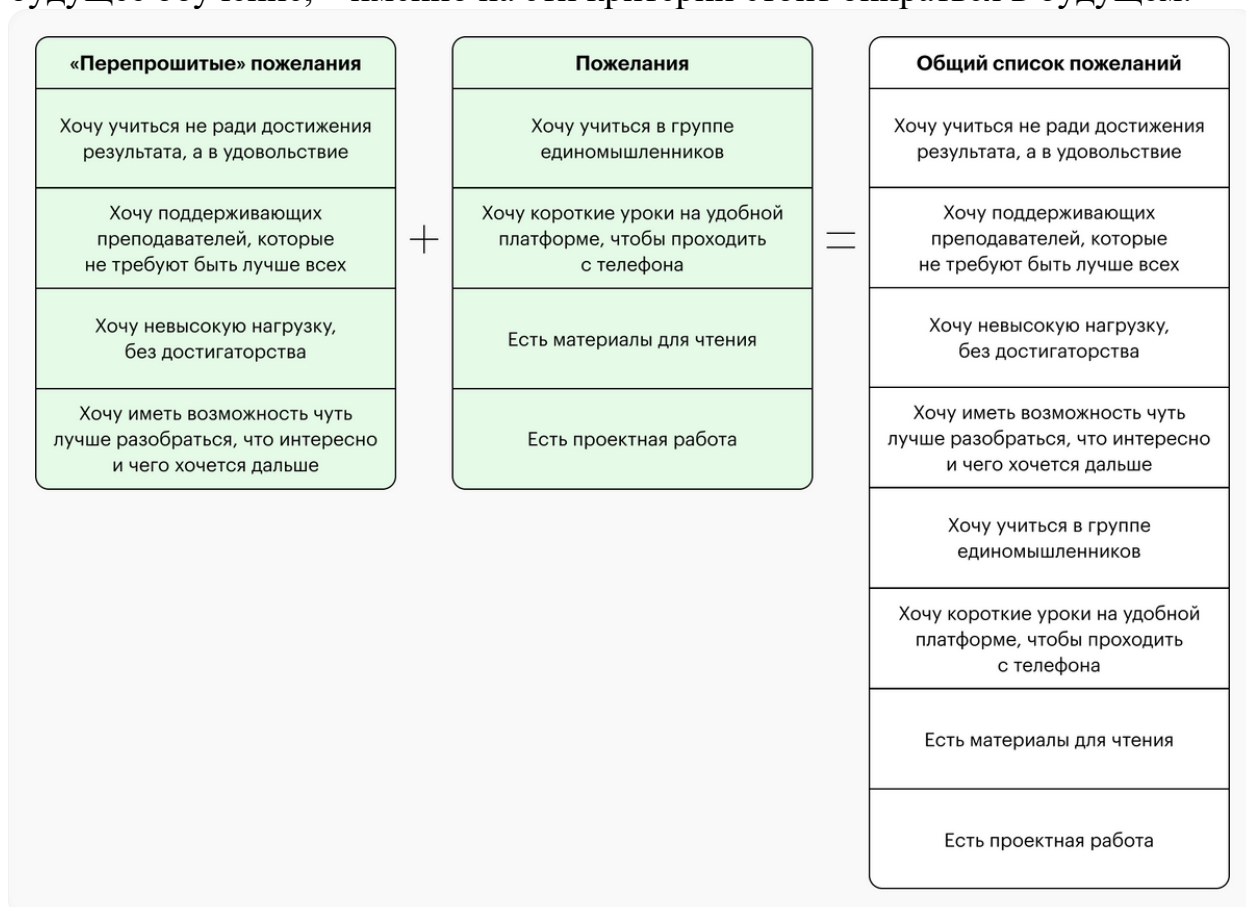 «Перепрошитые» пожелания
Хочу учиться не ради достижения
результата, а в удовольствие
Хочу поддерживающих
преподавателей, которые
не требуют быть лучше всех
Хочу невысокую нагрузку,
без достигаторства
Хочу иметь возможность чуть
лучше разобраться, что интересно
и чего хочется дальше
+
Пожелания
Хочу учиться в группе
единомышленников
Хочу короткие уроки на удобной
платформе, чтобы проходить
с телефона
Есть материалы для чтения
Есть проектная работа
=
Общий список пожеланий
Хочу учиться не ради достижения
результата, а в удовольствие
Хочу поддерживающих
преподавателей, которые
не требуют быть лучше всех
Хочу невысокую нагрузку,
без достигаторства
Хочу иметь возможность чуть
лучше разобраться, что интересно
и чего хочется дальше
Хочу учиться в группе
единомышленников
Хочу короткие уроки на удобной
платформе, чтобы проходить
с телефона
Есть материалы для чтения
Есть проектная работа